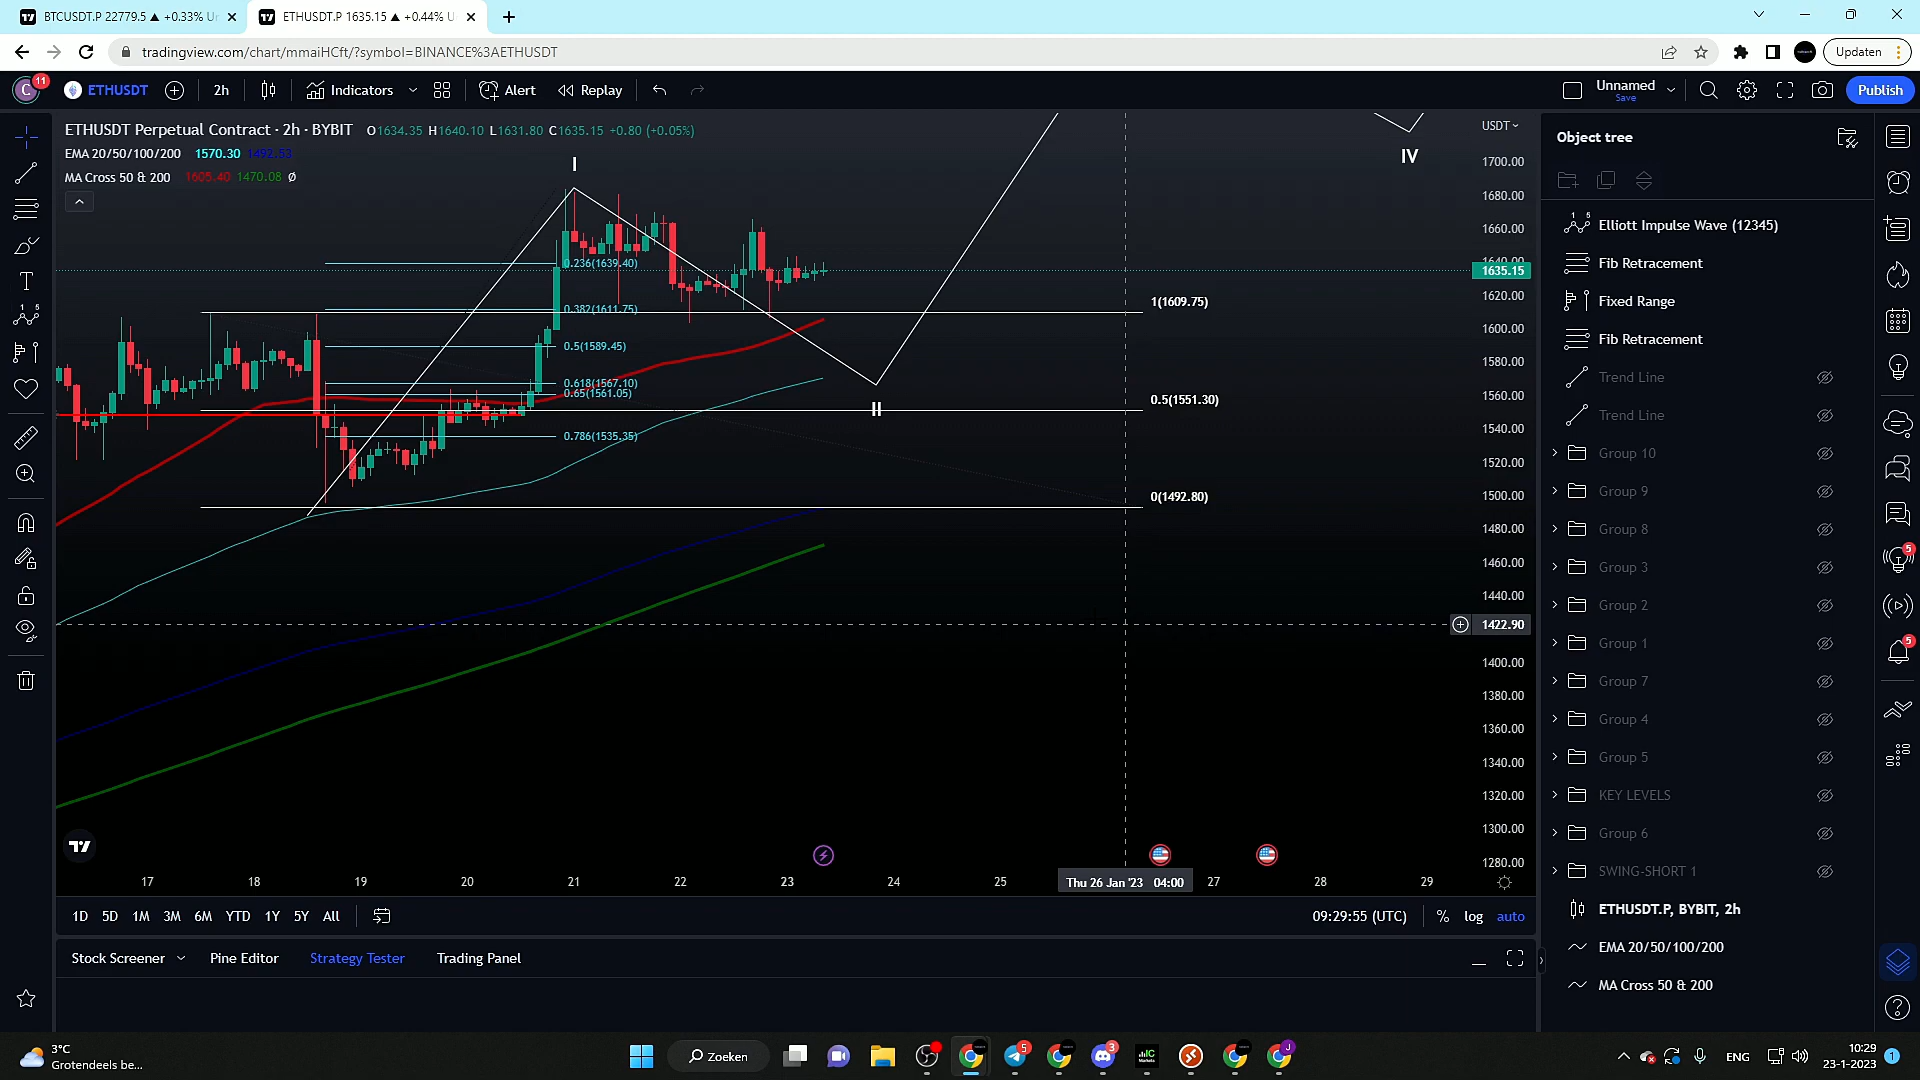 BTCUSDT.P 22779.5 ▲ +0.33% Ur
ETHUSDT.P 1635.15 ▲ +0.44% U
tradingview.com/chart/mmaiHCft/?symbol=BINANCE%3AETHUSDT
Updaten
C 11
ETHUSDT
2h
Indicators
Alert
Replay
Unnamed
Save
Publish
ETHUSDT Perpetual Contract · 2h · BYBIT O1634.35 H1640.10 L1631.80 C1635.15 +0.80 (+0.05%)
EMA 20/50/100/200 1570.30 1492.53
MA Cross 50 & 200 1605.40 1470.08 Ø
I
II
IV
0.236(1639.40)
0.382(1611.75)
0.5(1589.45)
0.618(1567.10)
0.65(1561.05)
0.786(1535.35)
1(1609.75)
0.5(1551.30)
0(1492.80)
USDT
1700.00
1680.00
1660.00
1640.00
1635.15
1620.00
1600.00
1580.00
1560.00
1540.00
1520.00
1500.00
1480.00
1460.00
1440.00
1422.90
1400.00
1380.00
1360.00
1340.00
1320.00
1300.00
1280.00
17 18 19 20 21 22 23 24 25 Thu 26 Jan '23 04:00 27 28 29
1D 5D 1M 3M 6M YTD 1Y 5Y All
09:29:55 (UTC) % log auto
Stock Screener Pine Editor Strategy Tester Trading Panel
Object tree
Elliott Impulse Wave (12345)
Fib Retracement
Fixed Range
Fib Retracement
Trend Line
Trend Line
Group 10
Group 9
Group 8
Group 3
Group 2
Group 1
Group 7
Group 4
Group 5
KEY LEVELS
Group 6
SWING-SHORT 1
ETHUSDT.P, BYBIT, 2h
EMA 20/50/100/200
MA Cross 50 & 200
5
5
3°C
Grotendeels be...
Zoeken
5
3
J
ENG
10:29
23-1-2023
1